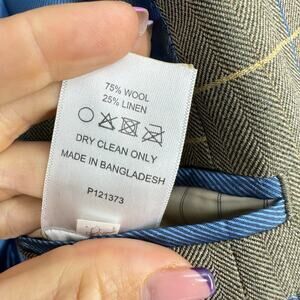 75% WOOL
25% LINEN
DRY CLEAN ONLY
MADE IN BANGLADESH
P121373